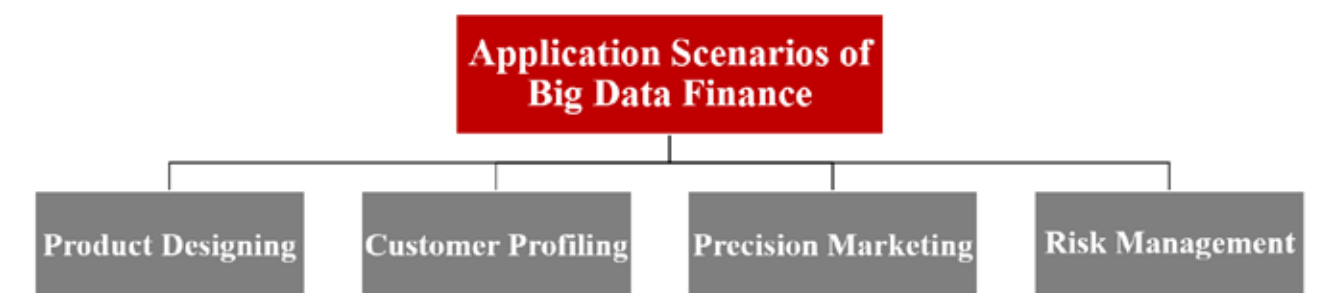 Application Scenarios of
Big Data Finance
Product Designing
Customer Profiling
Precision Marketing
Risk Management